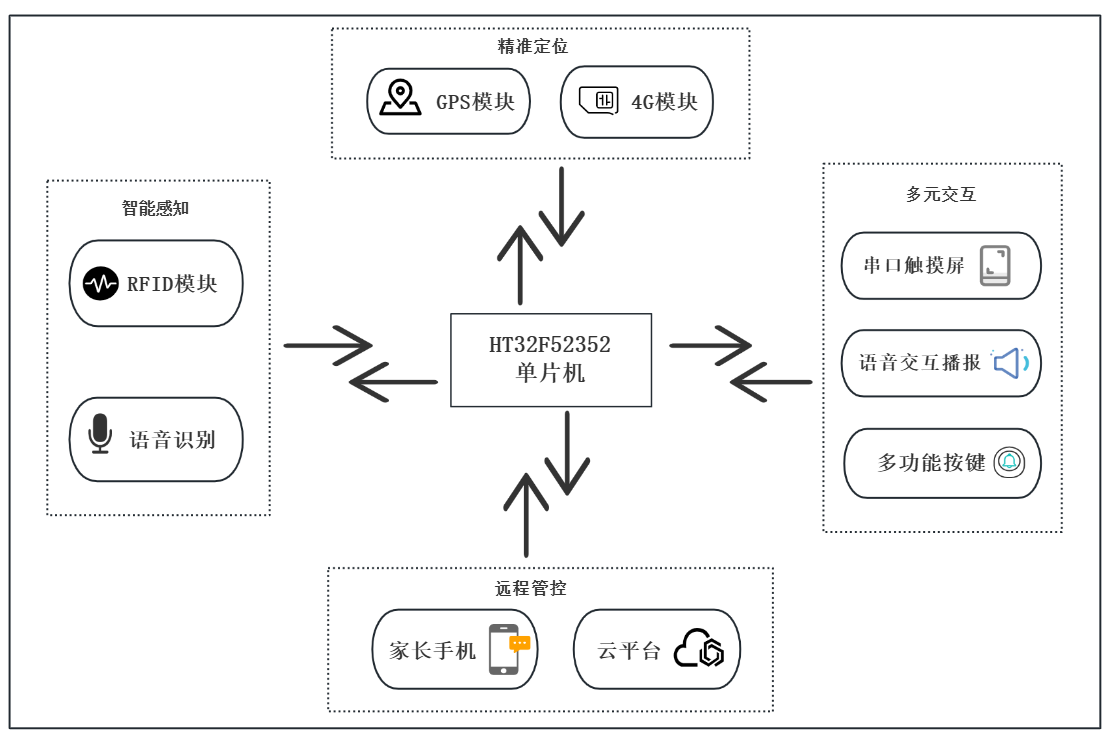 精准定位
GPS模块
4G模块
智能感知
RFID模块
语音识别
HT32F52352
单片机
多元交互
串口触摸屏
语音交互播报
多功能按键
远程管控
家长手机
云平台